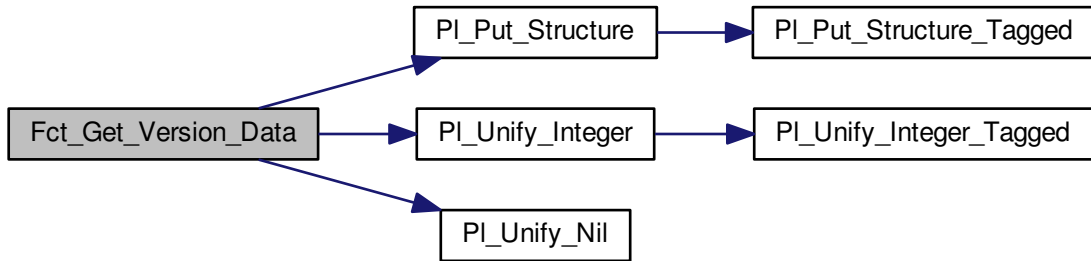 Pl_Put_Structure
Pl_Put_Structure_Tagged
Fct_Get_Version_Data
Pl_Unify_Integer
Pl_Unify_Integer_Tagged
Pl_Unify_Nil